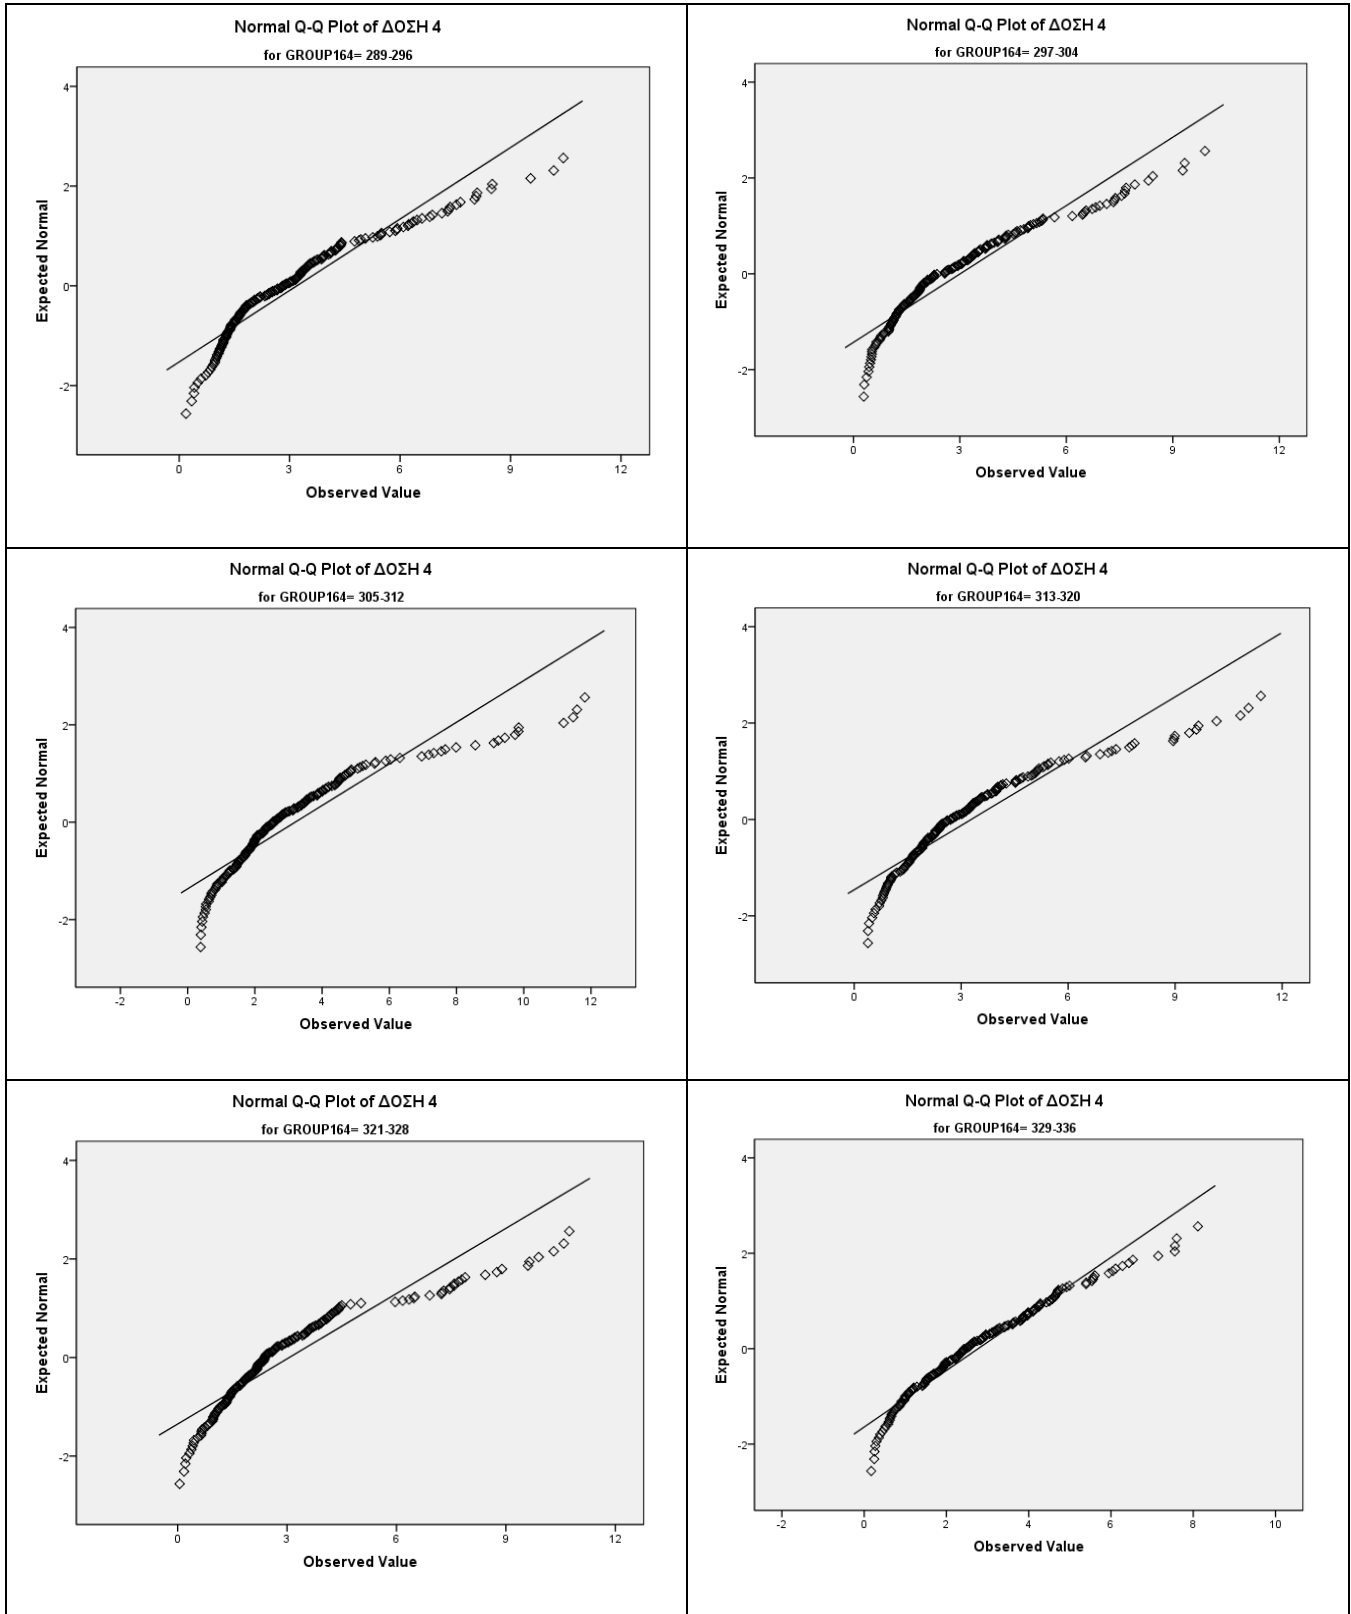 Normal Q-Q Plot of ΔΟΣΗ 4
for GROUP164= 289-296
Expected Normal
4
2
0
-2
0 3 6 9 12
Observed Value
Normal Q-Q Plot of ΔΟΣΗ 4
for GROUP164= 297-304
Expected Normal
4
2
0
-2
0 3 6 9 12
Observed Value
Normal Q-Q Plot of ΔΟΣΗ 4
for GROUP164= 305-312
Expected Normal
4
2
0
-2
-2 0 2 4 6 8 10 12
Observed Value
Normal Q-Q Plot of ΔΟΣΗ 4
for GROUP164= 313-320
Expected Normal
4
2
0
-2
0 3 6 9 12
Observed Value
Normal Q-Q Plot of ΔΟΣΗ 4
for GROUP164= 321-328
Expected Normal
4
2
0
-2
0 3 6 9 12
Observed Value
Normal Q-Q Plot of ΔΟΣΗ 4
for GROUP164= 329-336
Expected Normal
4
2
0
-2
-2 0 2 4 6 8 10
Observed Value